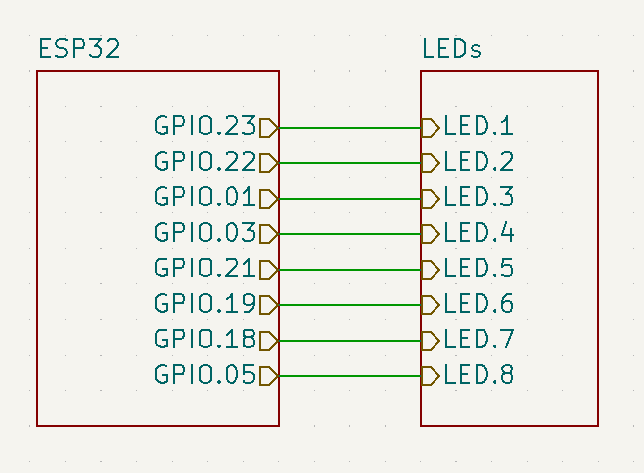 ESP32 LEDs
GPIO.23 LED.1
GPIO.22 LED.2
GPIO.01 LED.3
GPIO.03 LED.4
GPIO.21 LED.5
GPIO.19 LED.6
GPIO.18 LED.7
GPIO.05 LED.8